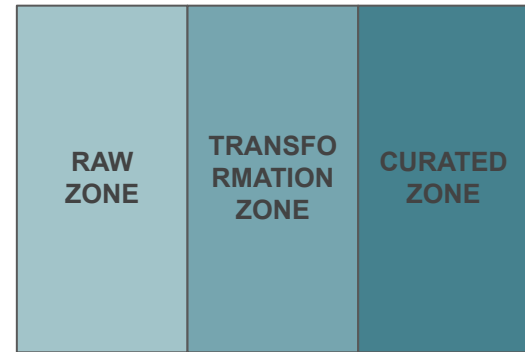 RAW
ZONE
TRANSFO
RMATION
ZONE
CURATED
ZONE